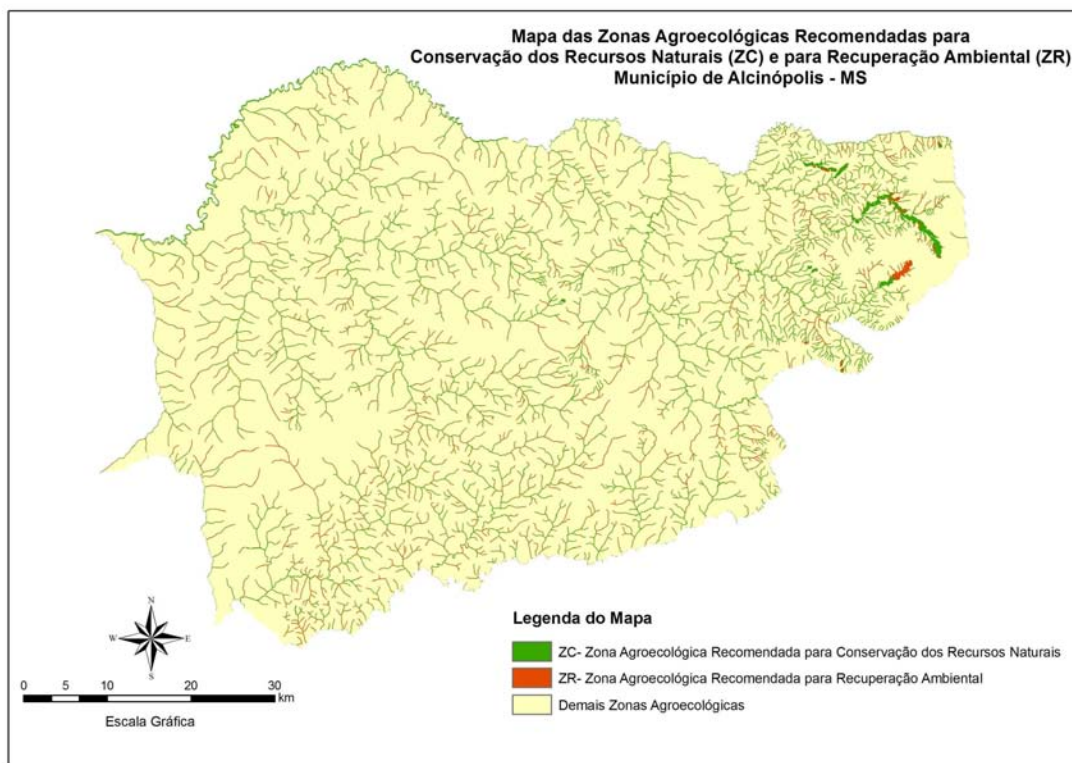 Mapa das Zonas Agroecológicas Recomendadas para
Conservação dos Recursos Naturais (ZC) e para Recuperação Ambiental (ZR)
Município de Alcinópolis - MS
N
W
E
S
0 5 10 20 30
km
Escala Gráfica
Legenda do Mapa
ZC- Zona Agroecológica Recomendada para Conservação dos Recursos Naturais
ZR- Zona Agroecológica Recomendada para Recuperação Ambiental
Demais Zonas Agroecológicas